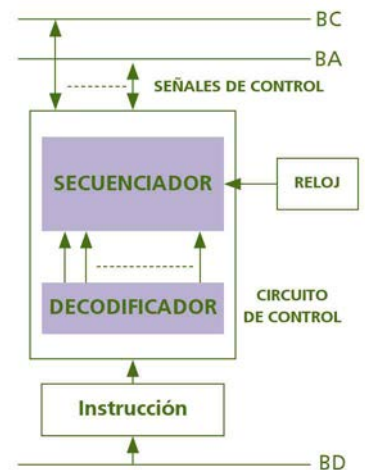 BC
BA
SEÑALES DE CONTROL
SECUENCIADOR
RELOJ
DECODIFICADOR
CIRCUITO
DE CONTROL
Instrucción
BD